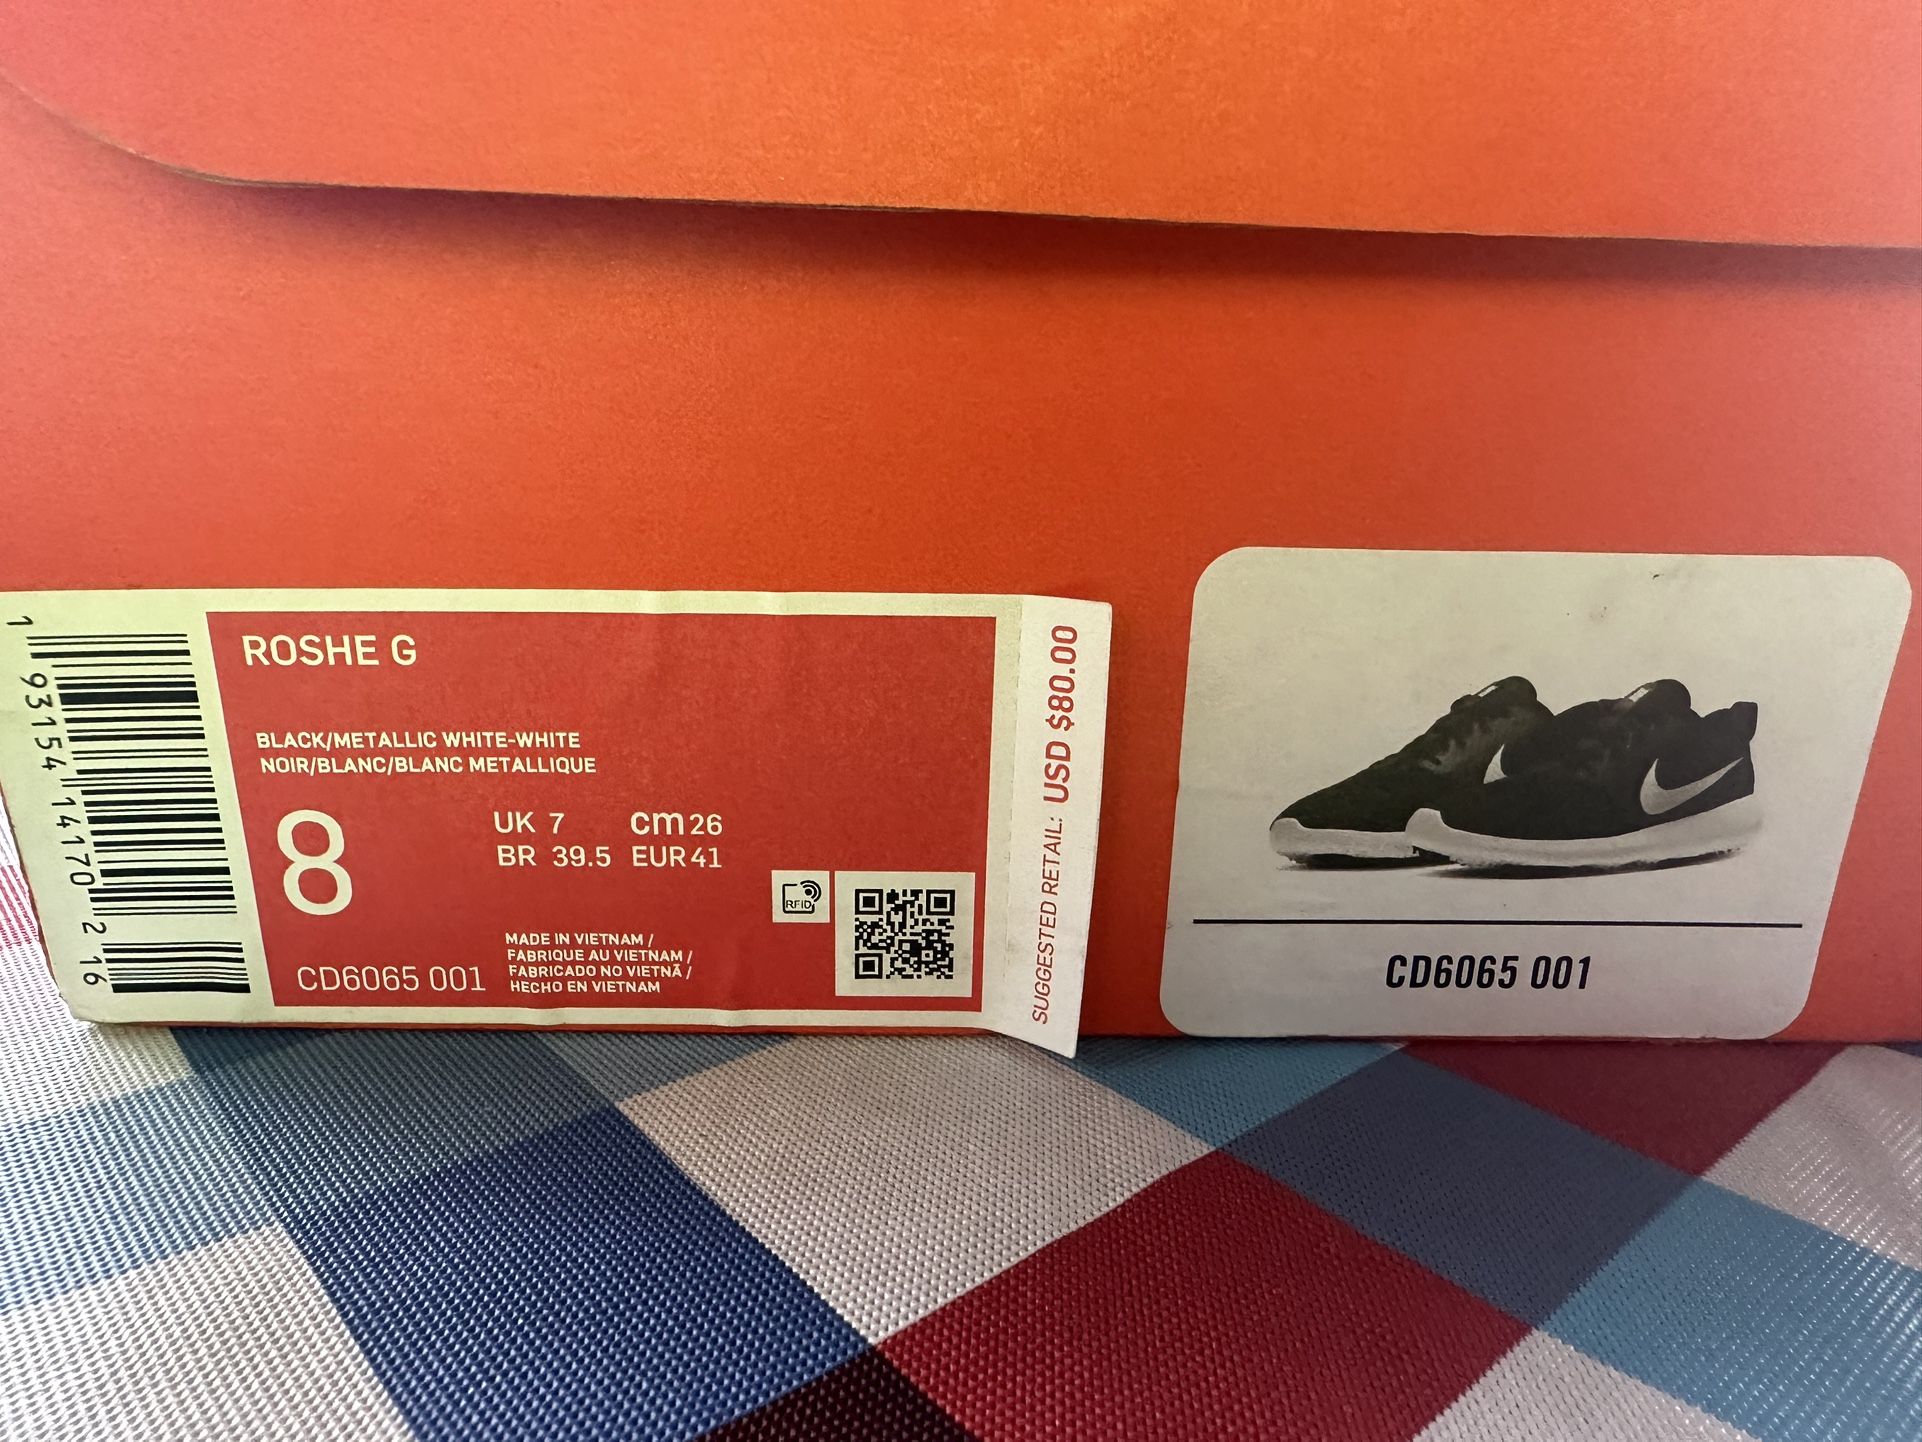 ROSHE G
BLACK/METALLIC WHITE-WHITE
NOIR/BLANC/BLANC METALLIQUE
8
UK 7 cm 26
BR 39.5 EUR 41
CD6065 001
MADE IN VIETNAM /
FABRIQUE AU VIETNAM /
FABRICADO NO VIETNÃ /
HECHO EN VIETNAM
RFID
1 93154 14170 2 16
SUGGESTED RETAIL: USD $80.00
CD6065 001